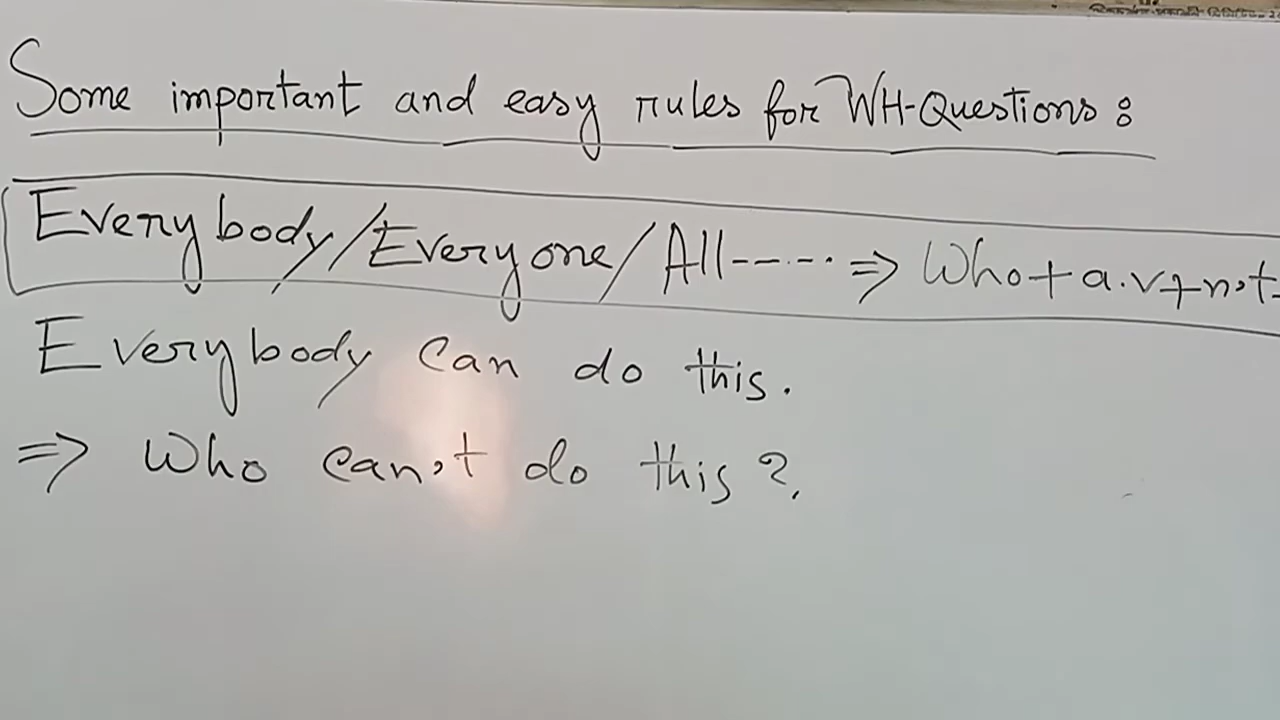 Some important and easy rules for WH-Questions :
Everybody/Everyone/All-----⇒ Who+a.v+n't
Everybody can do this.
⇒ Who can't do this?